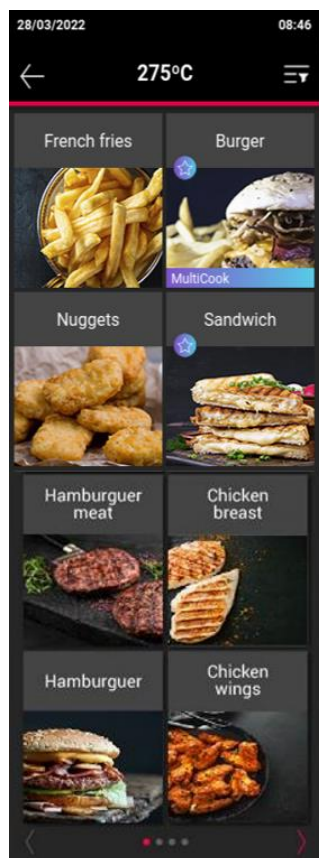 28/03/2022 08:46
275ºC
French fries Burger
MultiCook
Nuggets Sandwich
Hamburguer
meat
Chicken
breast
Hamburguer
Chicken
wings